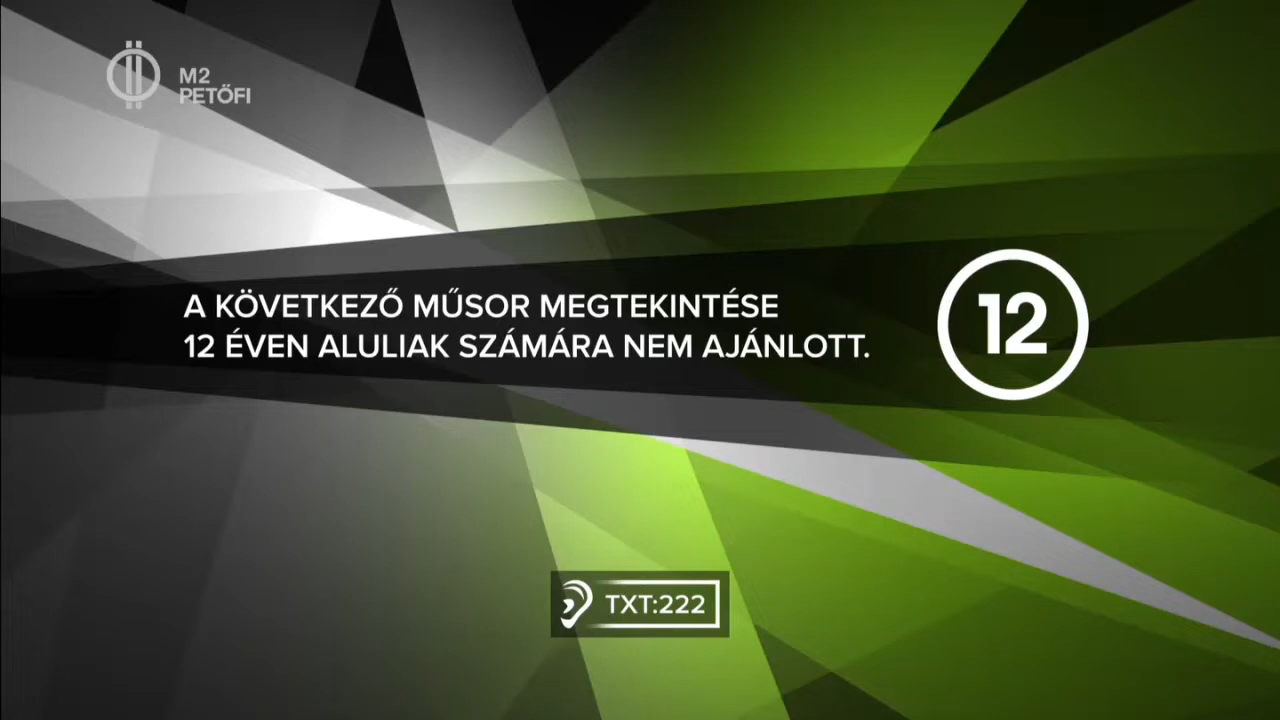 M2
PETŐFI
A KÖVETKEZŐ MŰSOR MEGTEKINTÉSE
12 ÉVEN ALULIAK SZÁMÁRA NEM AJÁNLOTT.
12
TXT:222